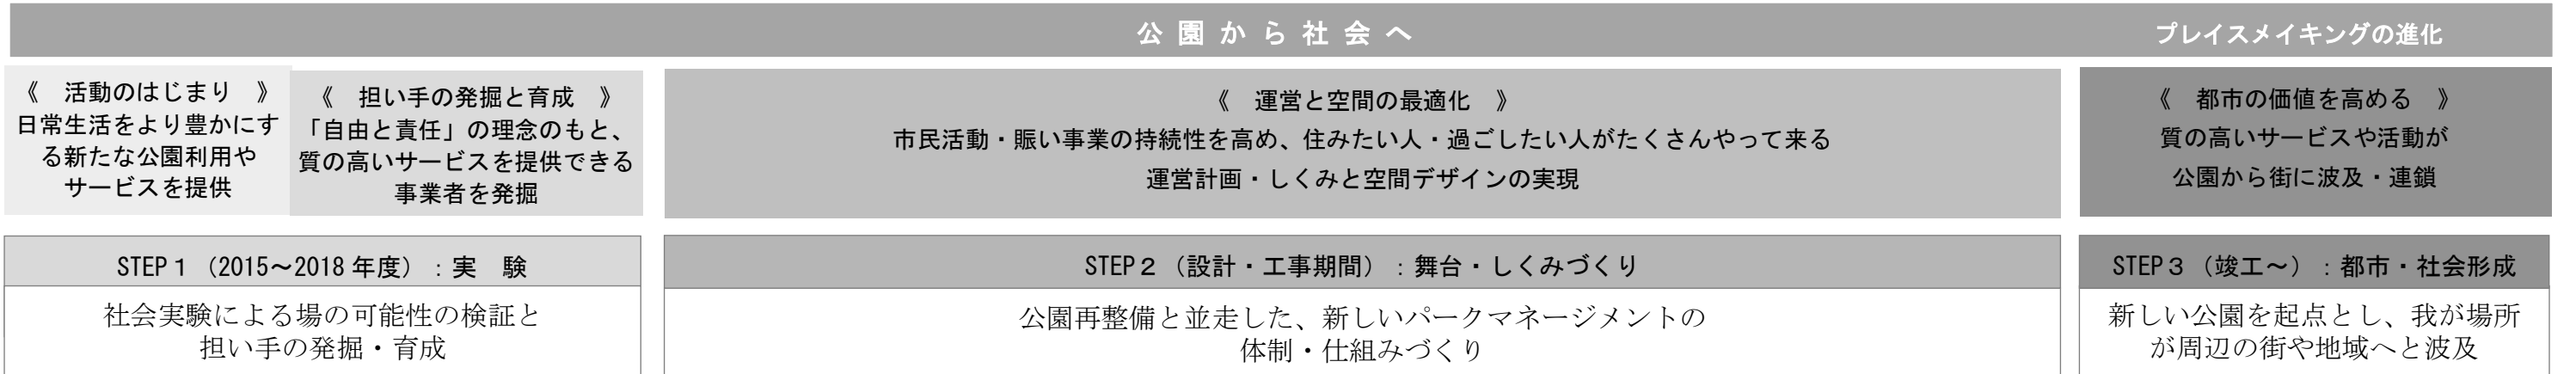 公園から社会へ
プレイスメイキングの進化
《　活動のはじまり　》
日常生活をより豊かにす
る新たな公園利用や
サービスを提供
《　担い手の発掘と育成　》
「自由と責任」の理念のもと、
質の高いサービスを提供できる
事業者を発掘
《　運営と空間の最適化　》
市民活動・賑い事業の持続性を高め、住みたい人・過ごしたい人がたくさんやって来る
運営計画・しくみと空間デザインの実現
《　都市の価値を高める　》
質の高いサービスや活動が
公園から街に波及・連鎖
STEP１（2015～2018年度）：実　験
社会実験による場の可能性の検証と
担い手の発掘・育成
STEP２（設計・工事期間）：舞台・しくみづくり
公園再整備と並走した、新しいパークマネージメントの
体制・仕組みづくり
STEP３（竣工～）：都市・社会形成
新しい公園を起点とし、我が場所
が周辺の街や地域へと波及